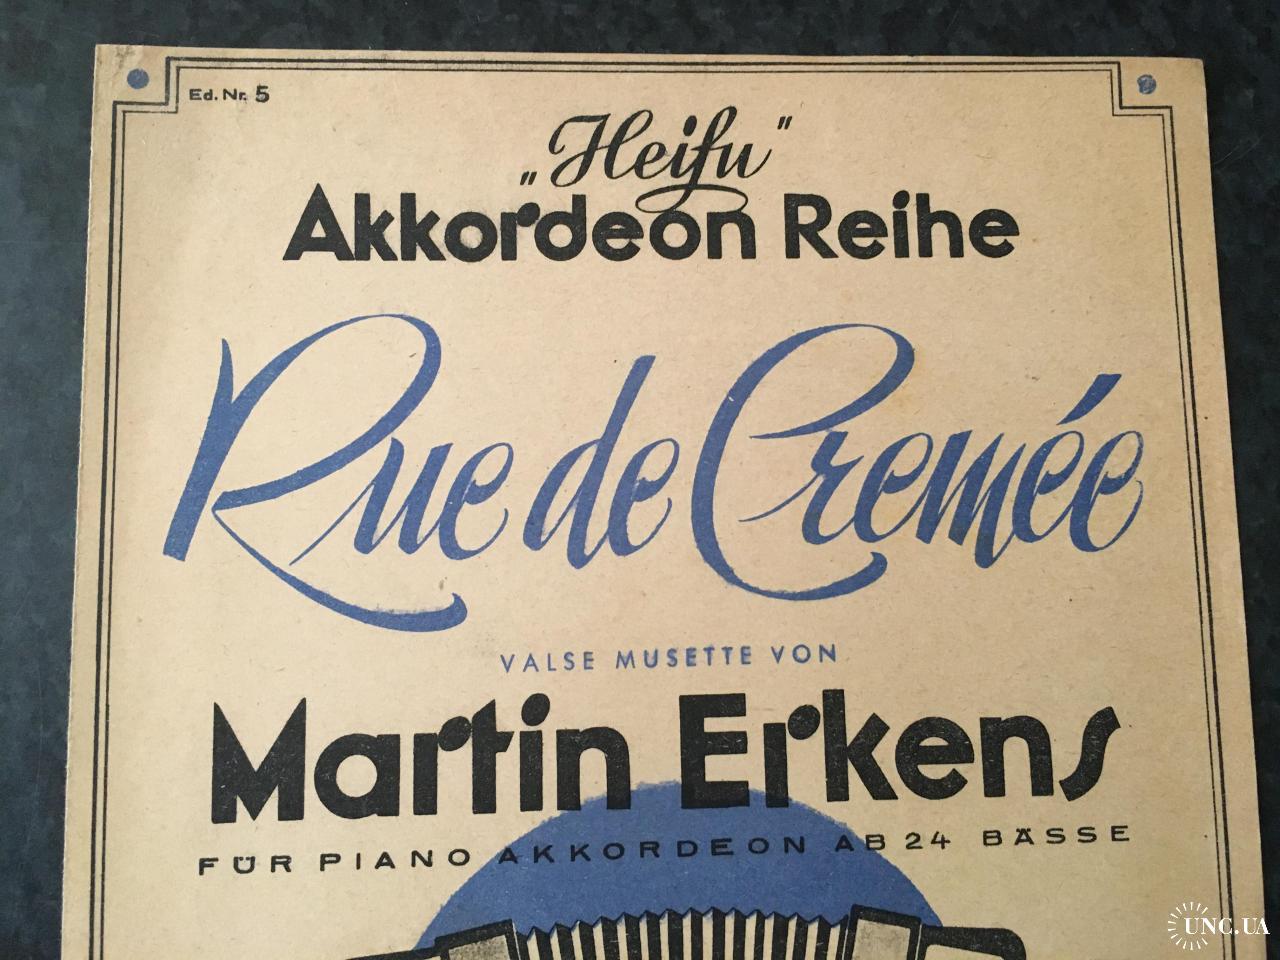 Ed. Nr. 5
„Heifu"
Akkordeon Reihe
Rue de Cremée
VALSE MUSETTE VON
Martin Erkens
FÜR PIANO AKKORDEON AB 24 BÄSSE
UNC.UA